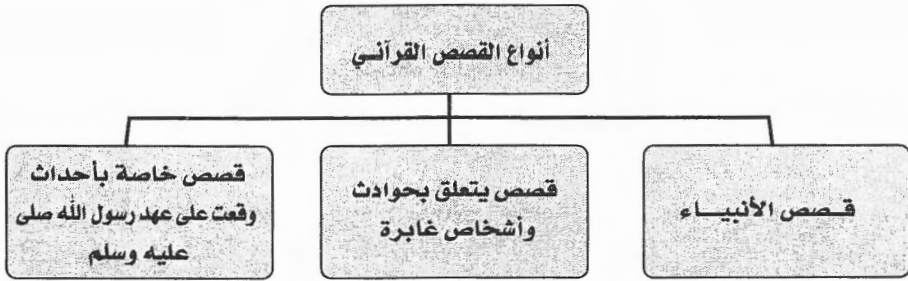 أنواع القصص القرآني
قصص الأنبياء
قصص يتعلق بحوادث
وأشخاص غابرة
قصص خاصة بأحداث
وقعت على عهد رسول الله صلى
عليه وسلم